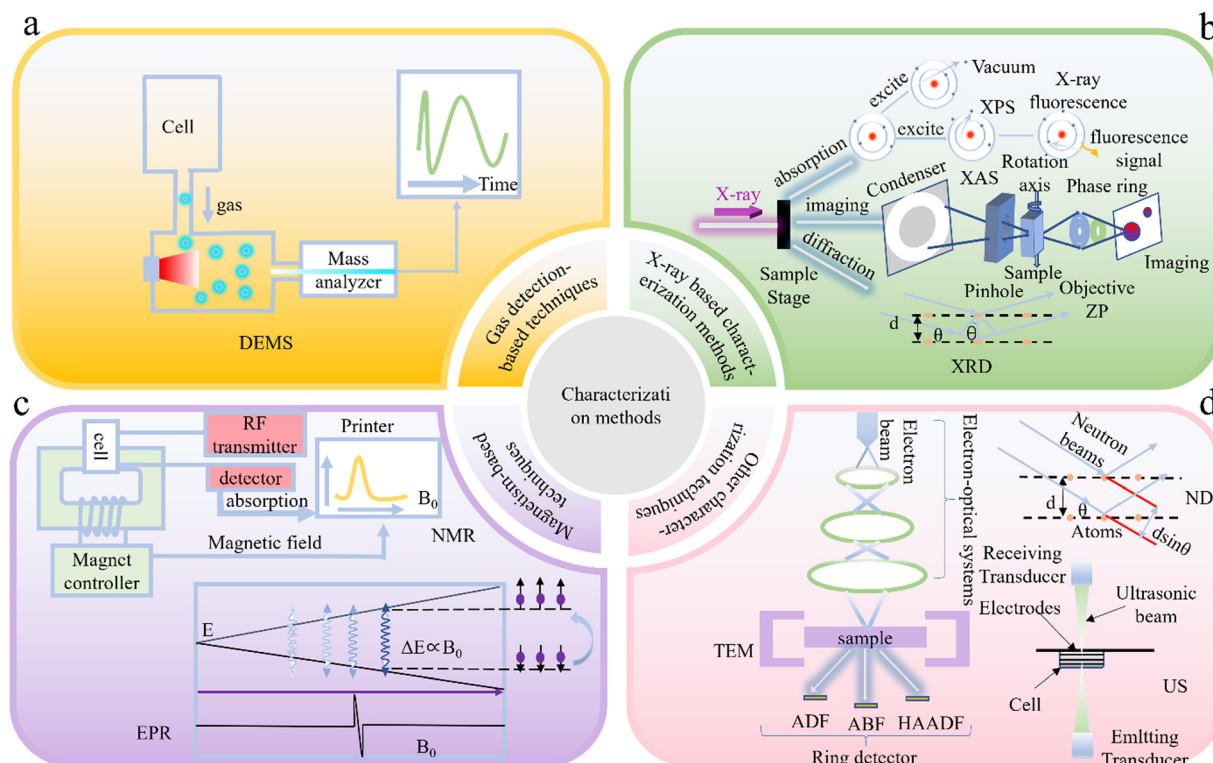 a
Cell
gas
Time
Mass
analyzer
DEMS
Gas detection-
based techniques
b
Vacuum
excite
XPS
X-ray
fluorescence
excite
fluorescence
signal
absorption
Condenser
XAS
Rotation
axis
Phase ring
X-ray
imaging
diffraction
Sample
Stage
Sample
Pinhole
Objective
ZP
Imaging
d
θ
θ
XRD
X-ray based charact-
erization methods
Characterizati
on methods
c
cell
RF
transmitter
Printer
detector
absorption
B₀
NMR
Magnetic field
Magnct
controller
E
ΔE∝B₀
EPR
B₀
Magnetism-based
techniques
d
Other character-
rization techniques
Electron
beam
Electron-optical systems
TEM
sample
ADF
ABF
HAADF
Ring detector
Neutron
beams
ND
d
θ
Atoms
dsinθ
Receiving
Transducer
Electrodes
Ultrasonic
beam
Cell
US
Emltting
Transducer